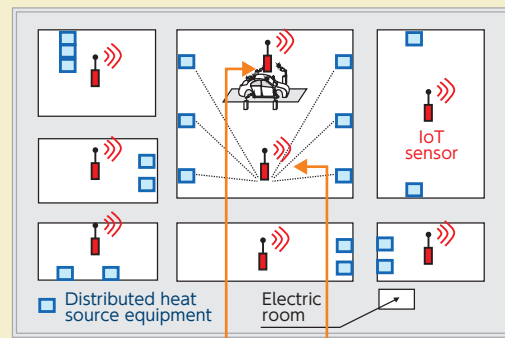 IoT
sensor
Distributed heat
source equipment
Electric
room